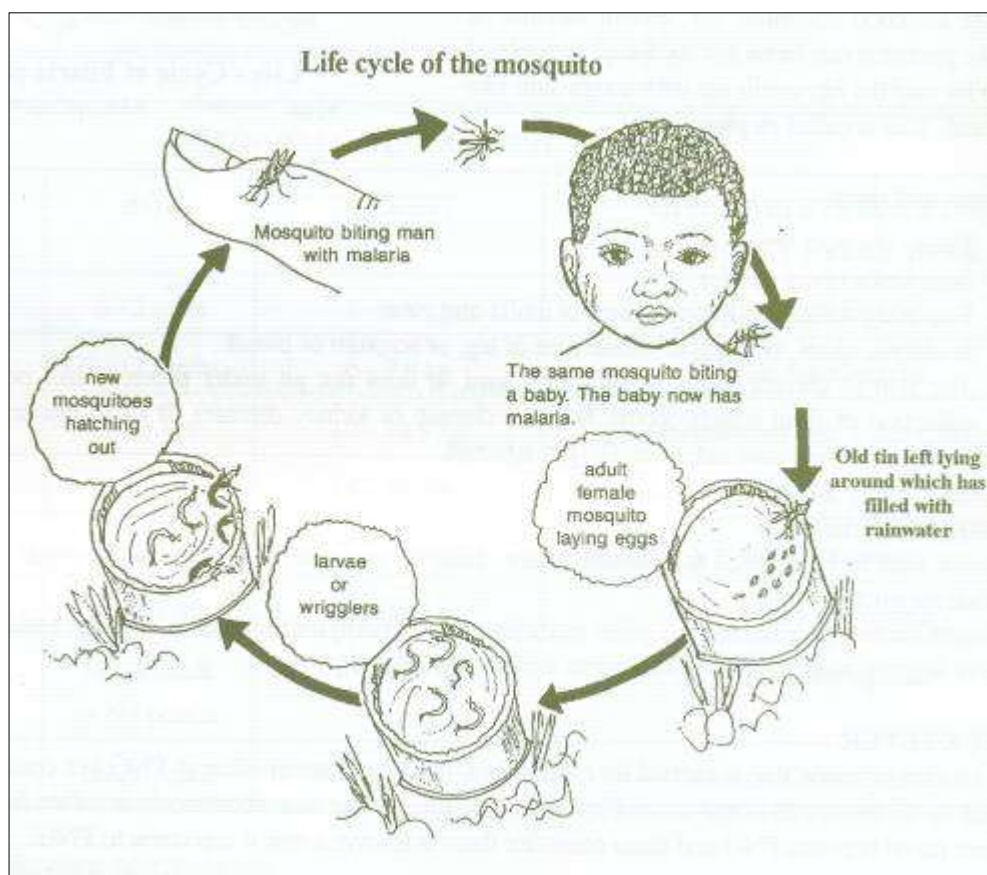 Life cycle of the mosquito
Mosquito biting man
with malaria
The same mosquito biting
a baby. The baby now has
malaria.
Old tin left lying
around which has
filled with
rainwater
adult
female
mosquito
laying eggs
larvae
or
wrigglers
new
mosquitoes
hatching
out